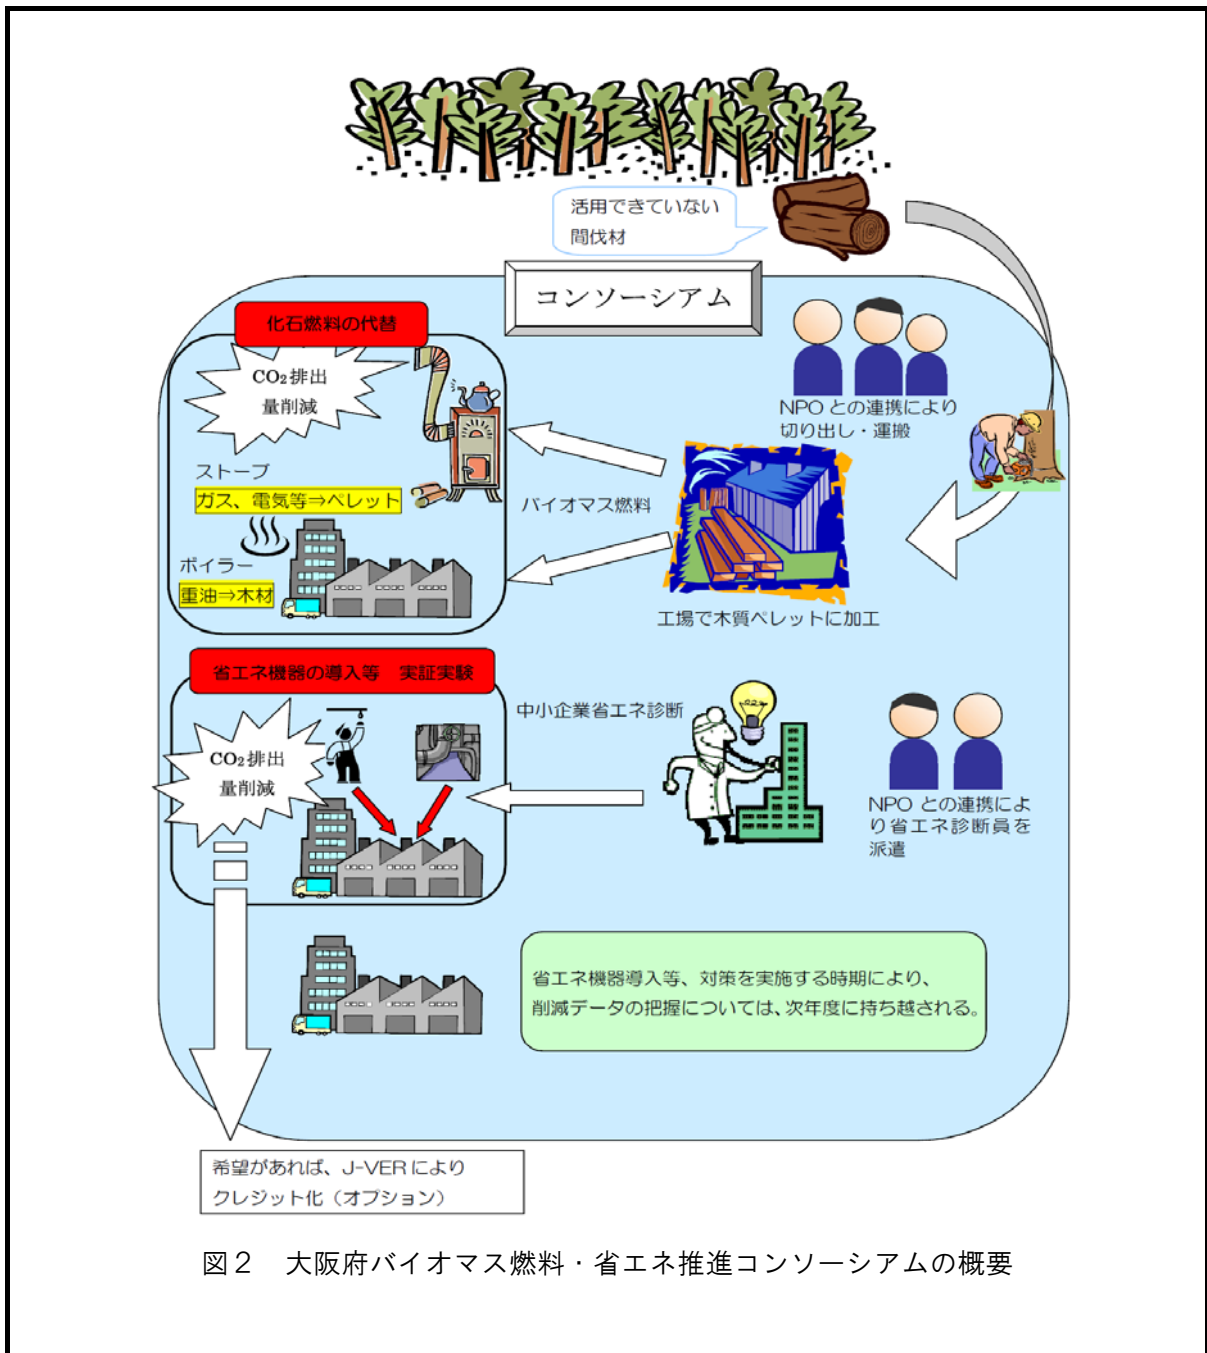 活用できていない
間伐材
コンソーシアム
化石燃料の代替
CO₂排出
量削減
ストーブ
ガス、電気等⇒ペレット
ボイラー
重油⇒木材
バイオマス燃料
NPOとの連携により
切り出し・運搬
工場で木質ペレットに加工
省エネ機器の導入等　実証実験
CO₂排出
量削減
中小企業省エネ診断
NPOとの連携によ
り省エネ診断員を
派遣
省エネ機器導入等、対策を実施する時期により、
削減データの把握については、次年度に持ち越される。
希望があれば、J-VERにより
クレジット化（オプション）
図２　大阪府バイオマス燃料・省エネ推進コンソーシアムの概要